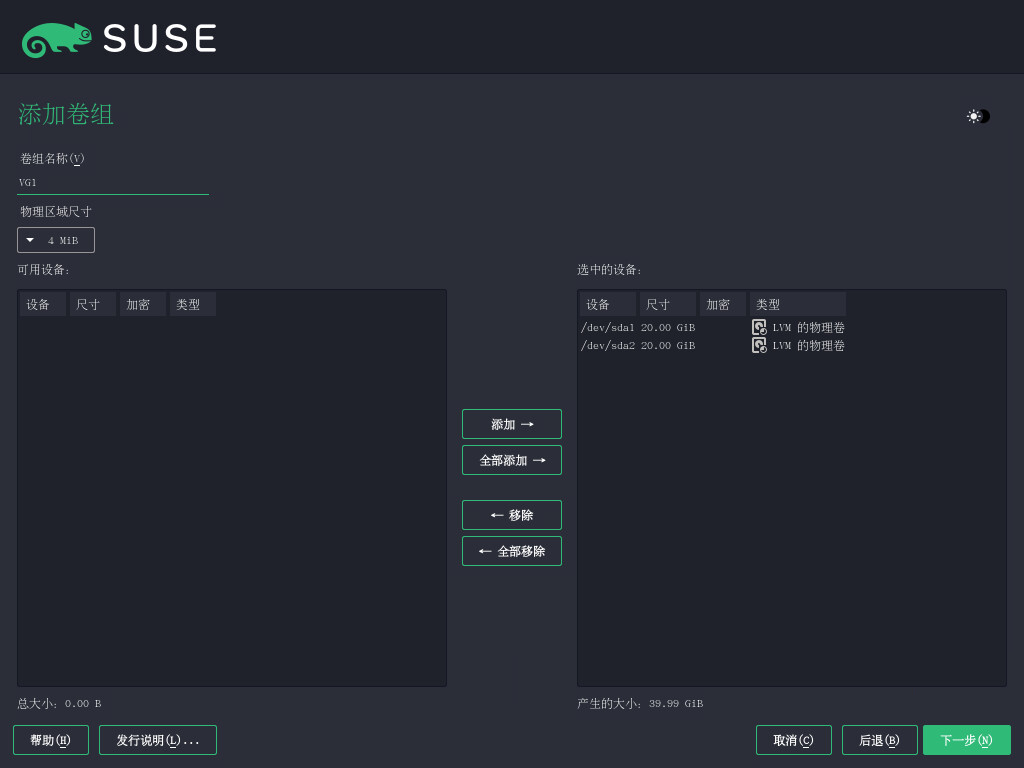 SUSE
添加卷组
卷组名称(V)
VG1
物理区域尺寸
4 MiB
可用设备:
选中的设备:
设备 尺寸 加密 类型
设备 尺寸 加密 类型
/dev/sda1 20.00 GiB LVM 的物理卷
/dev/sda2 20.00 GiB LVM 的物理卷
添加 →
全部添加 →
← 移除
← 全部移除
总大小: 0.00 B
产生的大小: 39.99 GiB
帮助(H) 发行说明(L)... 取消(C) 后退(B) 下一步(N)